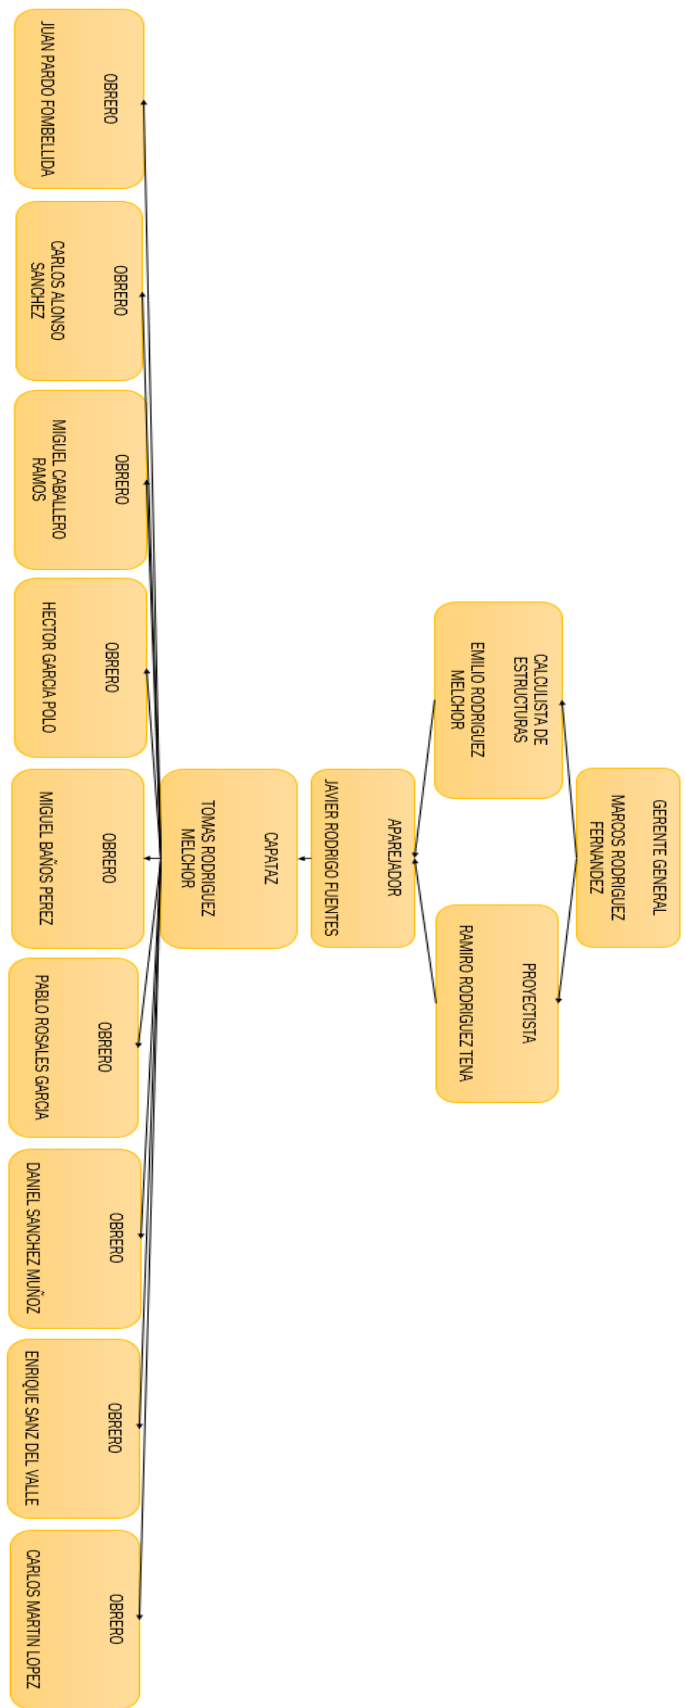 GERENTE GENERAL
MARCOS RODRIGUEZ
FERNANDEZ
CALCULISTA DE
ESTRUCTURAS
EMILIO RODRIGUEZ
MELCHOR
PROYECTISTA
RAMIRO RODRIGUEZ TENA
APAREJADOR
JAVIER RODRIGO FUENTES
CAPATAZ
TOMAS RODRIGUEZ
MELCHOR
OBRERO
JUAN PARDO FOMBELLIDA
OBRERO
CARLOS ALONSO
SANCHEZ
OBRERO
MIGUEL CABALLERO
RAMOS
OBRERO
HECTOR GARCIA POLO
OBRERO
MIGUEL BAÑOS PEREZ
OBRERO
PABLO ROSALES GARCIA
OBRERO
DANIEL SANCHEZ MUÑOZ
OBRERO
ENRIQUE SANZ DEL VALLE
OBRERO
CARLOS MARTIN LOPEZ